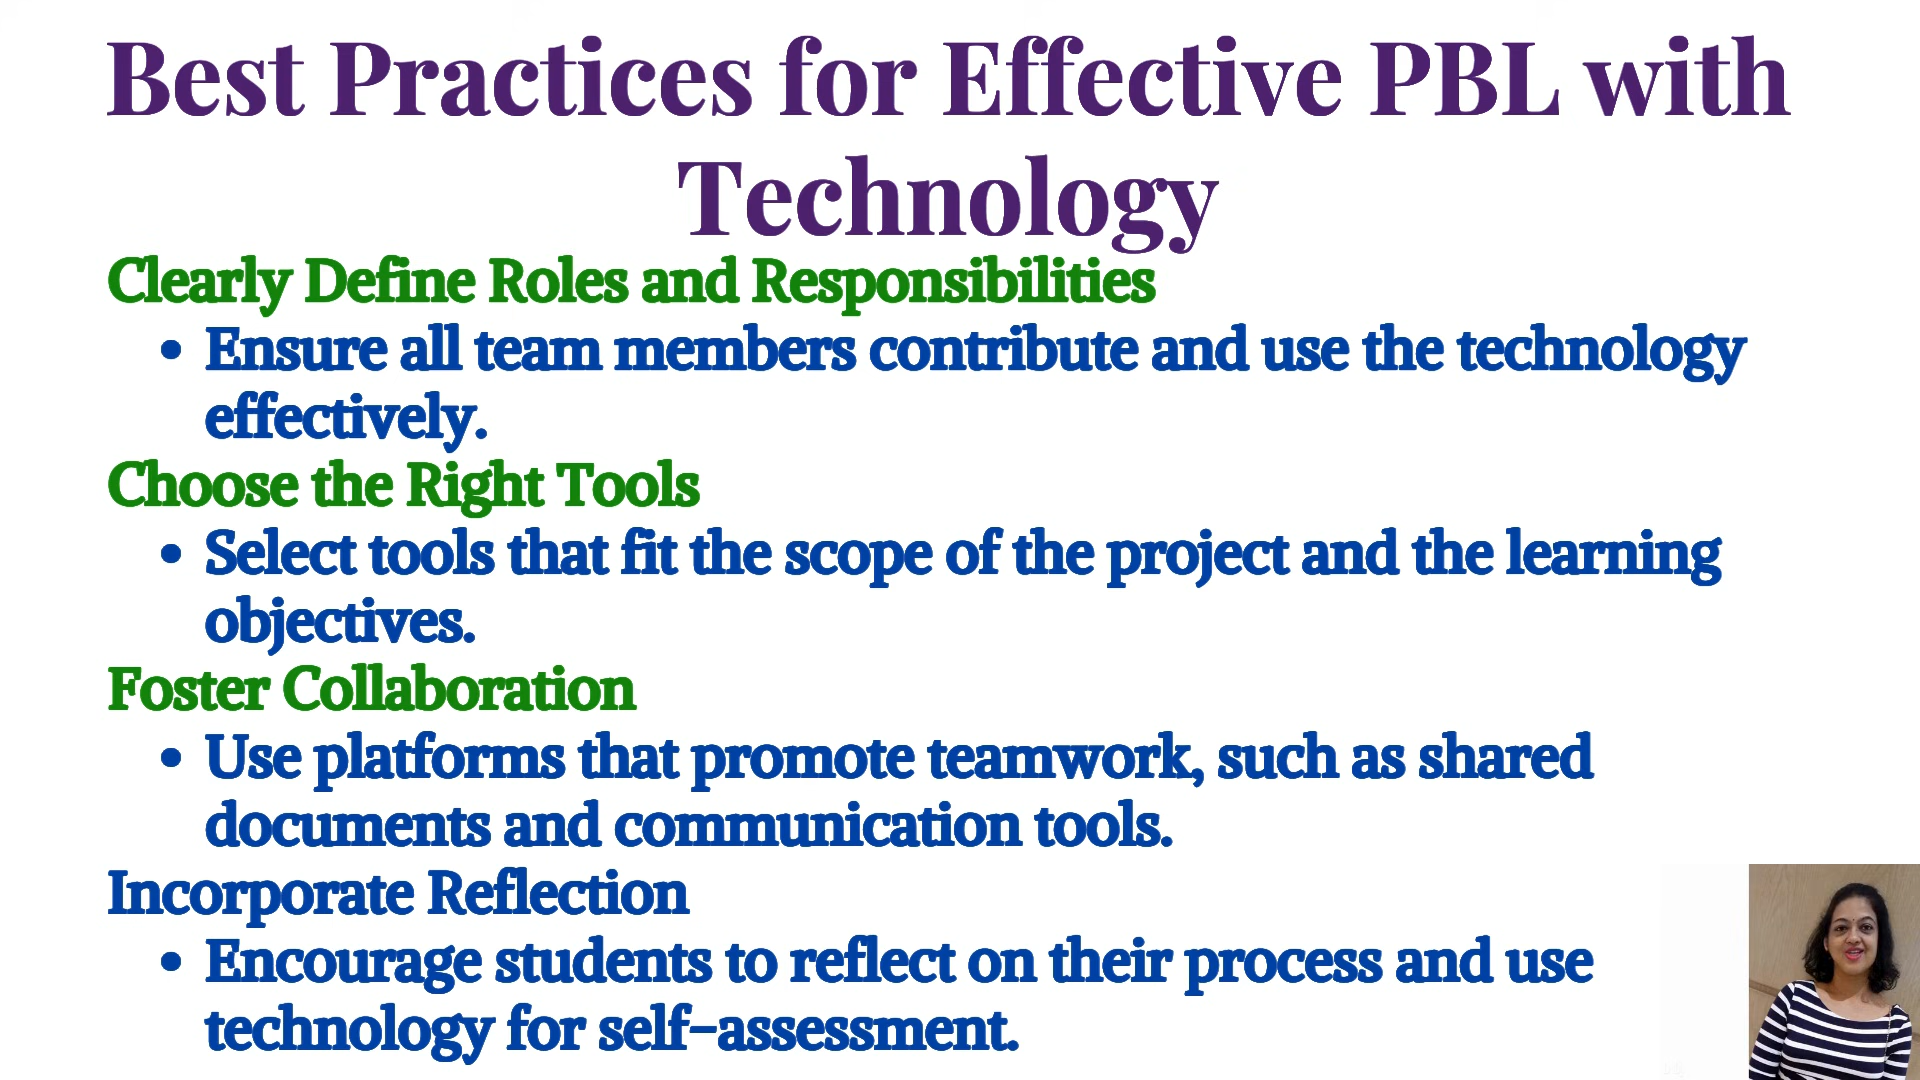 Best Practices for Effective PBL with
Technology
Clearly Define Roles and Responsibilities
• Ensure all team members contribute and use the technology
effectively.
Choose the Right Tools
• Select tools that fit the scope of the project and the learning
objectives.
Foster Collaboration
• Use platforms that promote teamwork, such as shared
documents and communication tools.
Incorporate Reflection
• Encourage students to reflect on their process and use
technology for self-assessment.